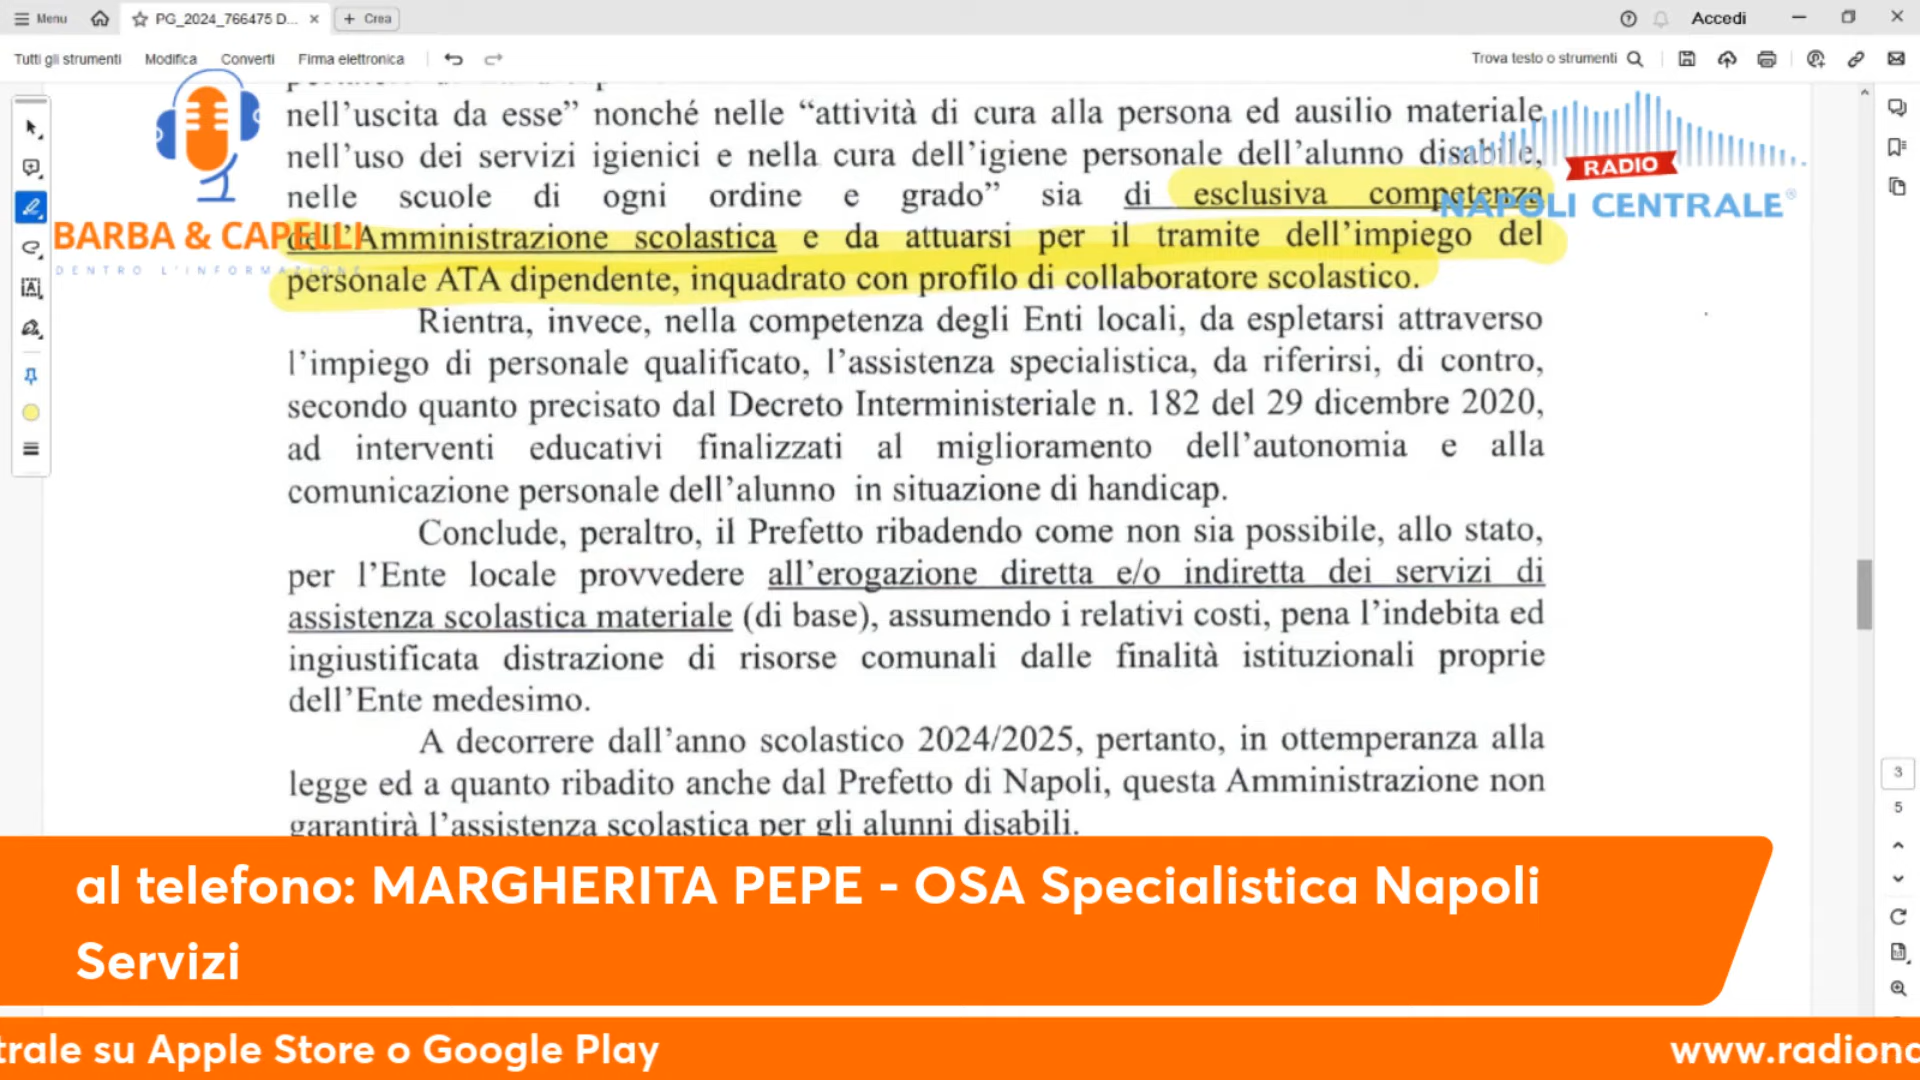 Menu
PG_2024_766475 D...
Crea
Accedi
Tutti gli strumenti
Modifica
Converti
Firma elettronica
Trova testo o strumenti
nell’uscita da esse” nonché nelle “attività di cura alla persona ed ausilio materiale
nell’uso dei servizi igienici e nella cura dell’igiene personale dell’alunno disabile,
nelle scuole di ogni ordine e grado” sia di esclusiva competenza
dell’Amministrazione scolastica e da attuarsi per il tramite dell’impiego del
personale ATA dipendente, inquadrato con profilo di collaboratore scolastico.
Rientra, invece, nella competenza degli Enti locali, da espletarsi attraverso
l’impiego di personale qualificato, l’assistenza specialistica, da riferirsi, di contro,
secondo quanto precisato dal Decreto Interministeriale n. 182 del 29 dicembre 2020,
ad interventi educativi finalizzati al miglioramento dell’autonomia e alla
comunicazione personale dell’alunno in situazione di handicap.
Conclude, peraltro, il Prefetto ribadendo come non sia possibile, allo stato,
per l’Ente locale provvedere all’erogazione diretta e/o indiretta dei servizi di
assistenza scolastica materiale (di base), assumendo i relativi costi, pena l’indebita ed
ingiustificata distrazione di risorse comunali dalle finalità istituzionali proprie
dell’Ente medesimo.
A decorrere dall’anno scolastico 2024/2025, pertanto, in ottemperanza alla
legge ed a quanto ribadito anche dal Prefetto di Napoli, questa Amministrazione non
garantirà l’assistenza scolastica per gli alunni disabili.
BARBA & CAPELLI
DENTRO L'INFORMAZIONE
RADIO
NAPOLI CENTRALE®
3
5
al telefono: MARGHERITA PEPE - OSA Specialistica Napoli
Servizi
trale su Apple Store o Google Play
www.radiona